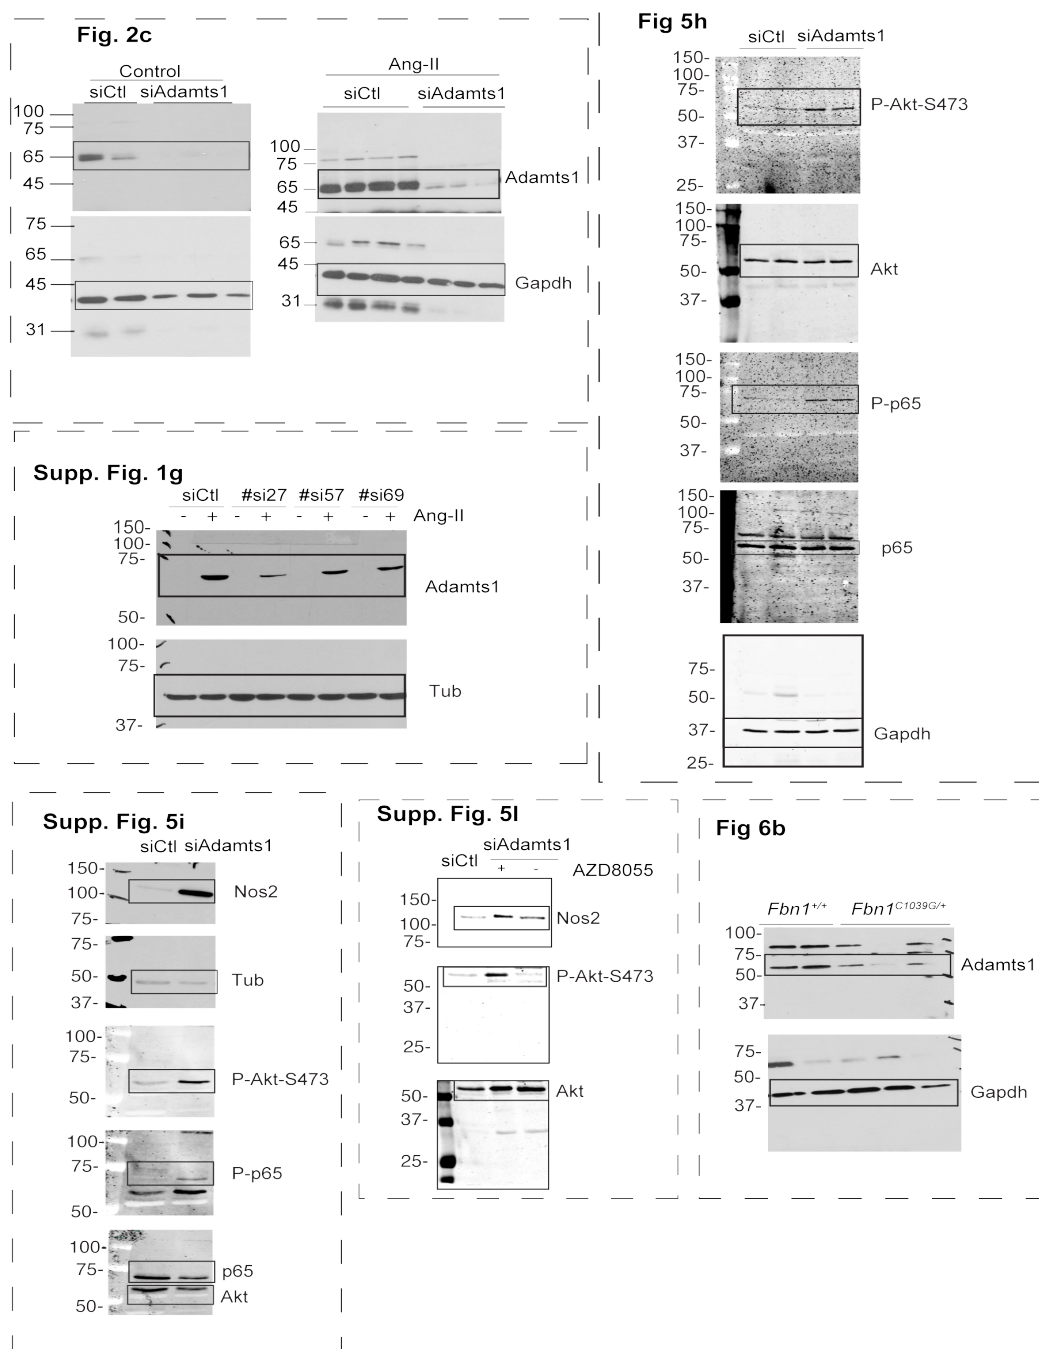 Fig. 2c
Control
siCtl siAdamts1
100
75
65
45
75
65
45
31
Ang-II
siCtl siAdamts1
100
75
65
45
Adamts1
65
45
31
Gapdh
Supp. Fig. 1g
siCtl #si27 #si57 #si69
- + - + - + - + Ang-II
150-
100-
75-
50-
Adamts1
100-
75-
37-
Tub
Fig 5h
siCtl siAdamts1
150-
100-
75-
50-
37-
25-
P-Akt-S473
150-
100-
75-
50-
37-
Akt
150-
100-
75-
50-
37-
P-p65
150-
100-
75-
50-
37-
p65
75-
50-
37-
25-
Gapdh
Supp. Fig. 5i
siCtl siAdamts1
150-
100-
75-
Nos2
75-
50-
37-
Tub
100-
75-
50-
P-Akt-S473
100-
75-
50-
P-p65
100-
75-
50-
p65
Akt
Supp. Fig. 5l
siCtl siAdamts1
+ - AZD8055
150-
100-
75-
Nos2
50-
37-
25-
P-Akt-S473
50-
37-
25-
Akt
Fig 6b
Fbn1+/+ Fbn1C1039G/+
100-
75-
50-
37-
Adamts1
75-
50-
37-
Gapdh